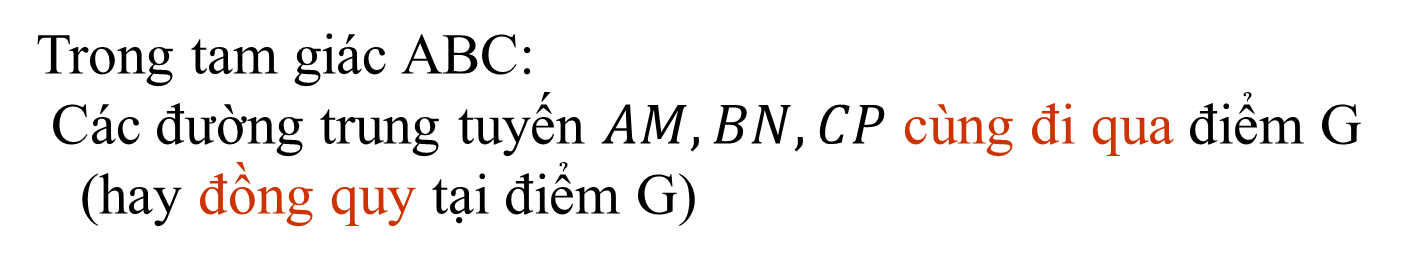 Trong tam giác ABC:
Các đường trung tuyến AM, BN, CP cùng đi qua điểm G
(hay đồng quy tại điểm G)